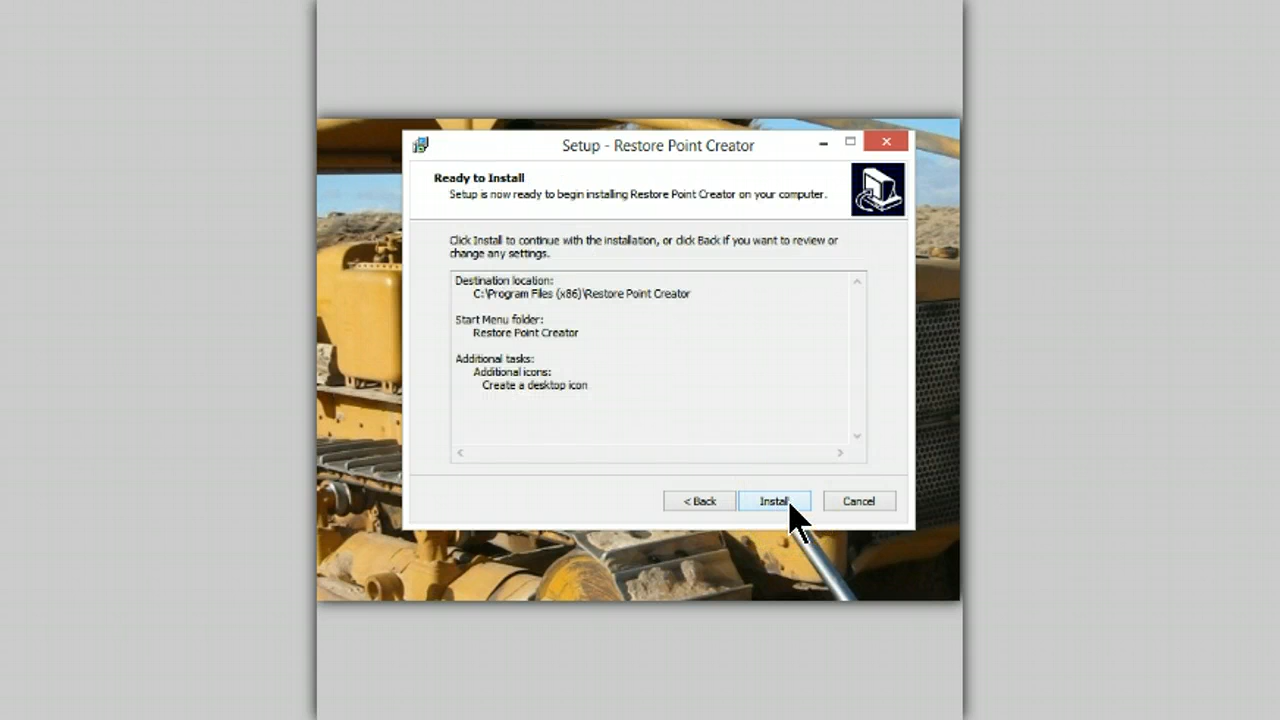 Setup - Restore Point Creator
Ready to Install
Setup is now ready to begin installing Restore Point Creator on your computer.
Click Install to continue with the installation, or click Back if you want to review or
change any settings.
Destination location:
C:\Program Files (x86)\Restore Point Creator
Start Menu folder:
Restore Point Creator
Additional tasks:
Additional icons:
Create a desktop icon
< Back
Install
Cancel